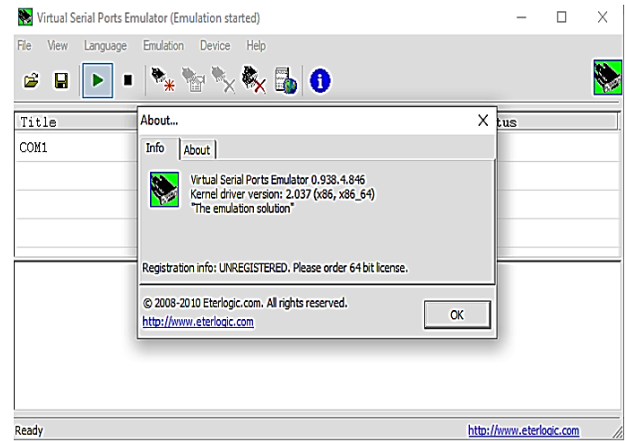 Virtual Serial Ports Emulator (Emulation started)
File View Language Emulation Device Help
Title
tus
COM1
About...
Info About
Virtual Serial Ports Emulator 0.938.4.846
Kernel driver version: 2.037 (x86, x86_64)
"The emulation solution"
Registration info: UNREGISTERED. Please order 64 bit license.
© 2008-2010 Eterlogic.com. All rights reserved.
http://www.eterlogic.com
OK
Ready
http://www.eterlogic.com